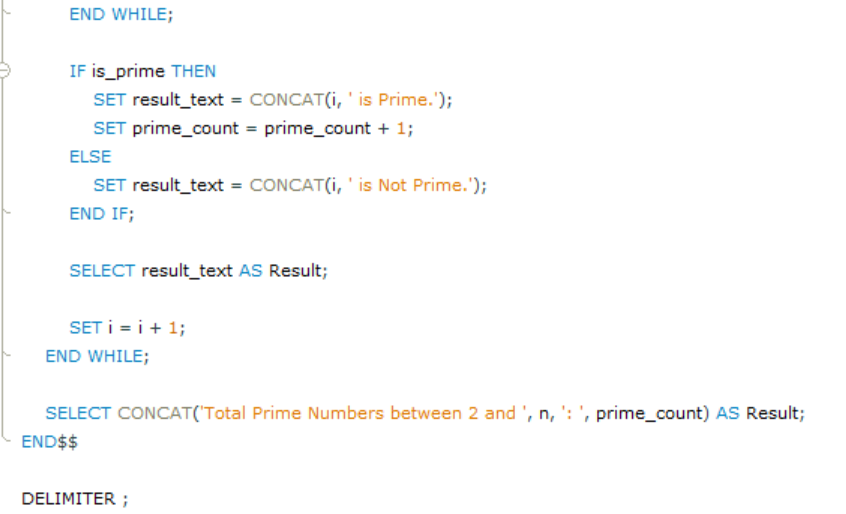 END WHILE;
IF is_prime THEN
SET result_text = CONCAT(i, ' is Prime.');
SET prime_count = prime_count + 1;
ELSE
SET result_text = CONCAT(i, ' is Not Prime.');
END IF;
SELECT result_text AS Result;
SET i = i + 1;
END WHILE;
SELECT CONCAT('Total Prime Numbers between 2 and ', n, ': ', prime_count) AS Result;
END$$
DELIMITER ;